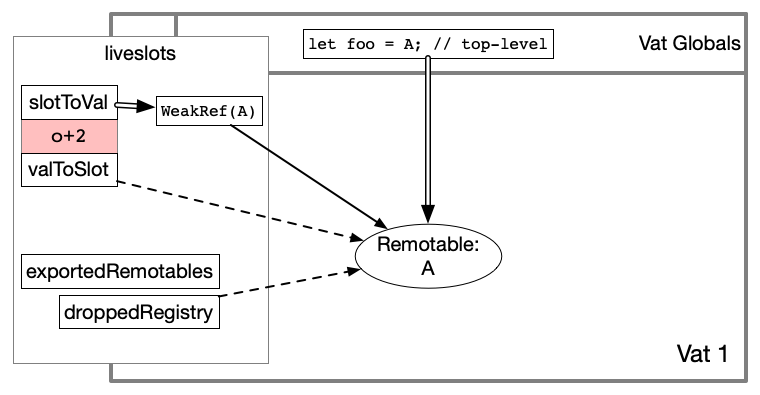 let foo = A; // top-level
Vat Globals
liveslots
slotToVal
WeakRef(A)
o+2
valToSlot
Remotable:
A
exportedRemotables
droppedRegistry
Vat 1